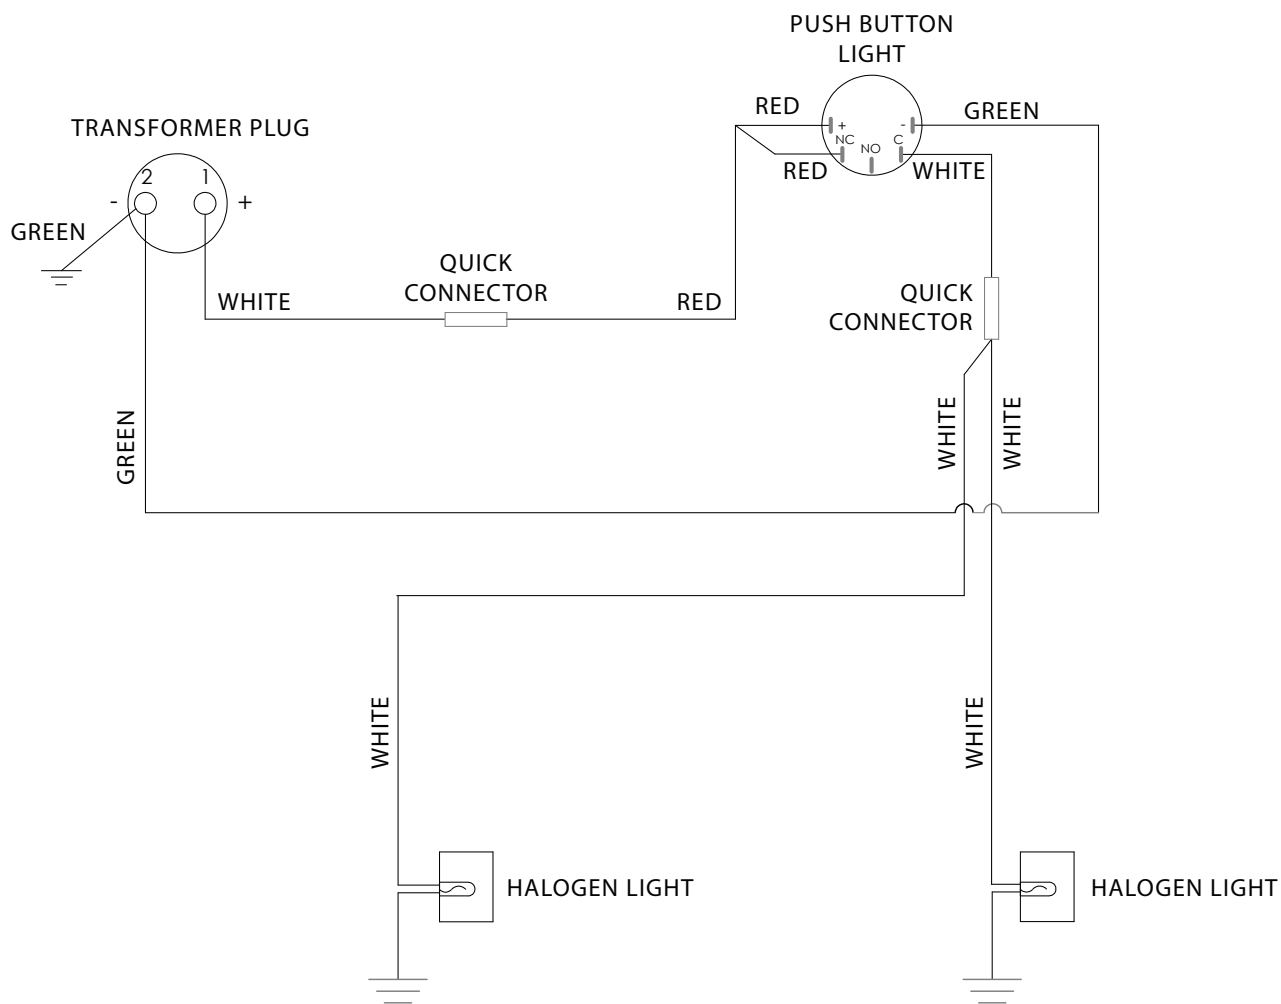 PUSH BUTTON
LIGHT
RED
GREEN
+
-
NC
NO
C
RED
WHITE
TRANSFORMER PLUG
2
1
-
+
GREEN
QUICK
CONNECTOR
WHITE
RED
QUICK
CONNECTOR
GREEN
WHITE
WHITE
WHITE
WHITE
HALOGEN LIGHT
HALOGEN LIGHT